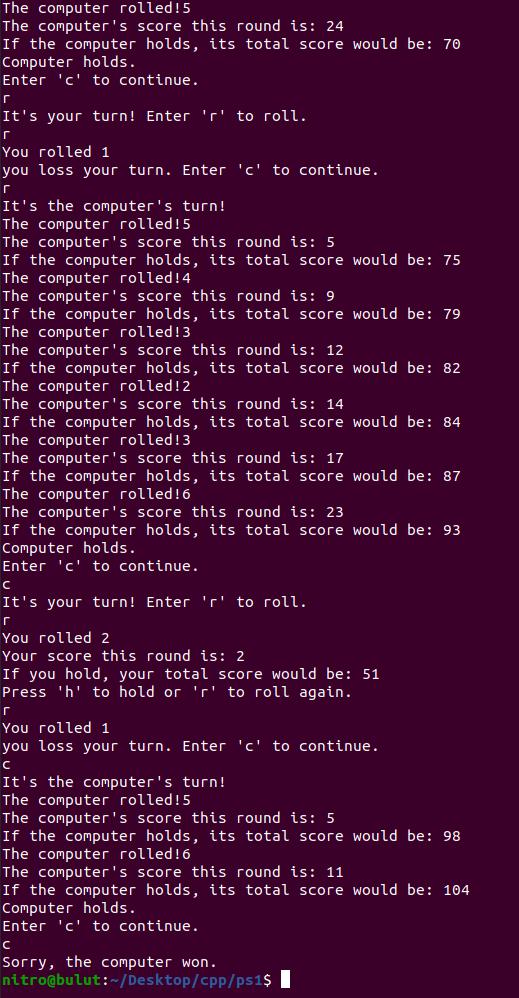 The computer rolled!5
The computer's score this round is: 24
If the computer holds, its total score would be: 70
Computer holds.
Enter 'c' to continue.
r
It's your turn! Enter 'r' to roll.
r
You rolled 1
you loss your turn. Enter 'c' to continue.
r
It's the computer's turn!
The computer rolled!5
The computer's score this round is: 5
If the computer holds, its total score would be: 75
The computer rolled!4
The computer's score this round is: 9
If the computer holds, its total score would be: 79
The computer rolled!3
The computer's score this round is: 12
If the computer holds, its total score would be: 82
The computer rolled!2
The computer's score this round is: 14
If the computer holds, its total score would be: 84
The computer rolled!3
The computer's score this round is: 17
If the computer holds, its total score would be: 87
The computer rolled!6
The computer's score this round is: 23
If the computer holds, its total score would be: 93
Computer holds.
Enter 'c' to continue.
c
It's your turn! Enter 'r' to roll.
r
You rolled 2
Your score this round is: 2
If you hold, your total score would be: 51
Press 'h' to hold or 'r' to roll again.
r
You rolled 1
you loss your turn. Enter 'c' to continue.
c
It's the computer's turn!
The computer rolled!5
The computer's score this round is: 5
If the computer holds, its total score would be: 98
The computer rolled!6
The computer's score this round is: 11
If the computer holds, its total score would be: 104
Computer holds.
Enter 'c' to continue.
c
Sorry, the computer won.
nitro@bulut:~/Desktop/cpp/ps1$